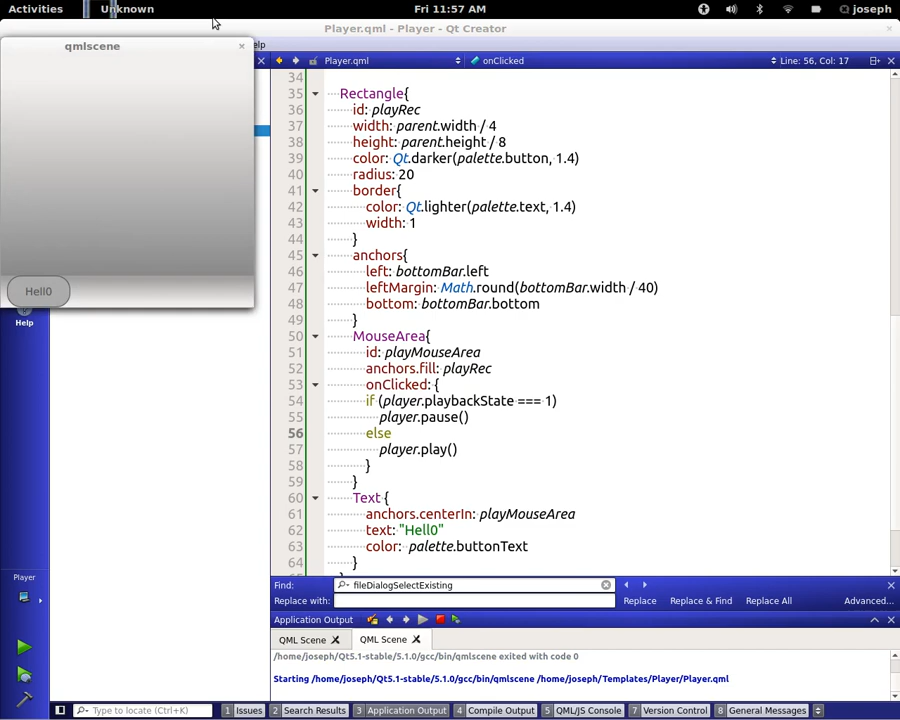 Activities
Unknown
Fri 11:57 AM
joseph
Player.qml - Player - Qt Creator
qmlscene
elp
Player.qml
onClicked
Line: 56, Col: 17
34
35 Rectangle{
36 id: playRec
37 width: parent.width / 4
38 height: parent.height / 8
39 color: Qt.darker(palette.button, 1.4)
40 radius: 20
41 border{
42 color: Qt.lighter(palette.text, 1.4)
43 width: 1
44 }
45 anchors{
46 left: bottomBar.left
47 leftMargin: Math.round(bottomBar.width / 40)
48 bottom: bottomBar.bottom
49 }
50 MouseArea{
51 id: playMouseArea
52 anchors.fill: playRec
53 onClicked: {
54 if (player.playbackState === 1)
55 player.pause()
56 else
57 player.play()
58 }
59 }
60 Text {
61 anchors.centerIn: playMouseArea
62 text: "Hell0"
63 color: palette.buttonText
64 }
Hell0
Help
Player
Find:
fileDialogSelectExisting
Replace with:
Replace
Replace & Find
Replace All
Advanced...
Application Output
QML Scene
QML Scene
/home/joseph/Qt5.1-stable/5.1.0/gcc/bin/qmlscene exited with code 0
Starting /home/joseph/Qt5.1-stable/5.1.0/gcc/bin/qmlscene /home/joseph/Templates/Player/Player.qml
Type to locate (Ctrl+K)
1 Issues
2 Search Results
3 Application Output
4 Compile Output
5 QML/JS Console
7 Version Control
8 General Messages